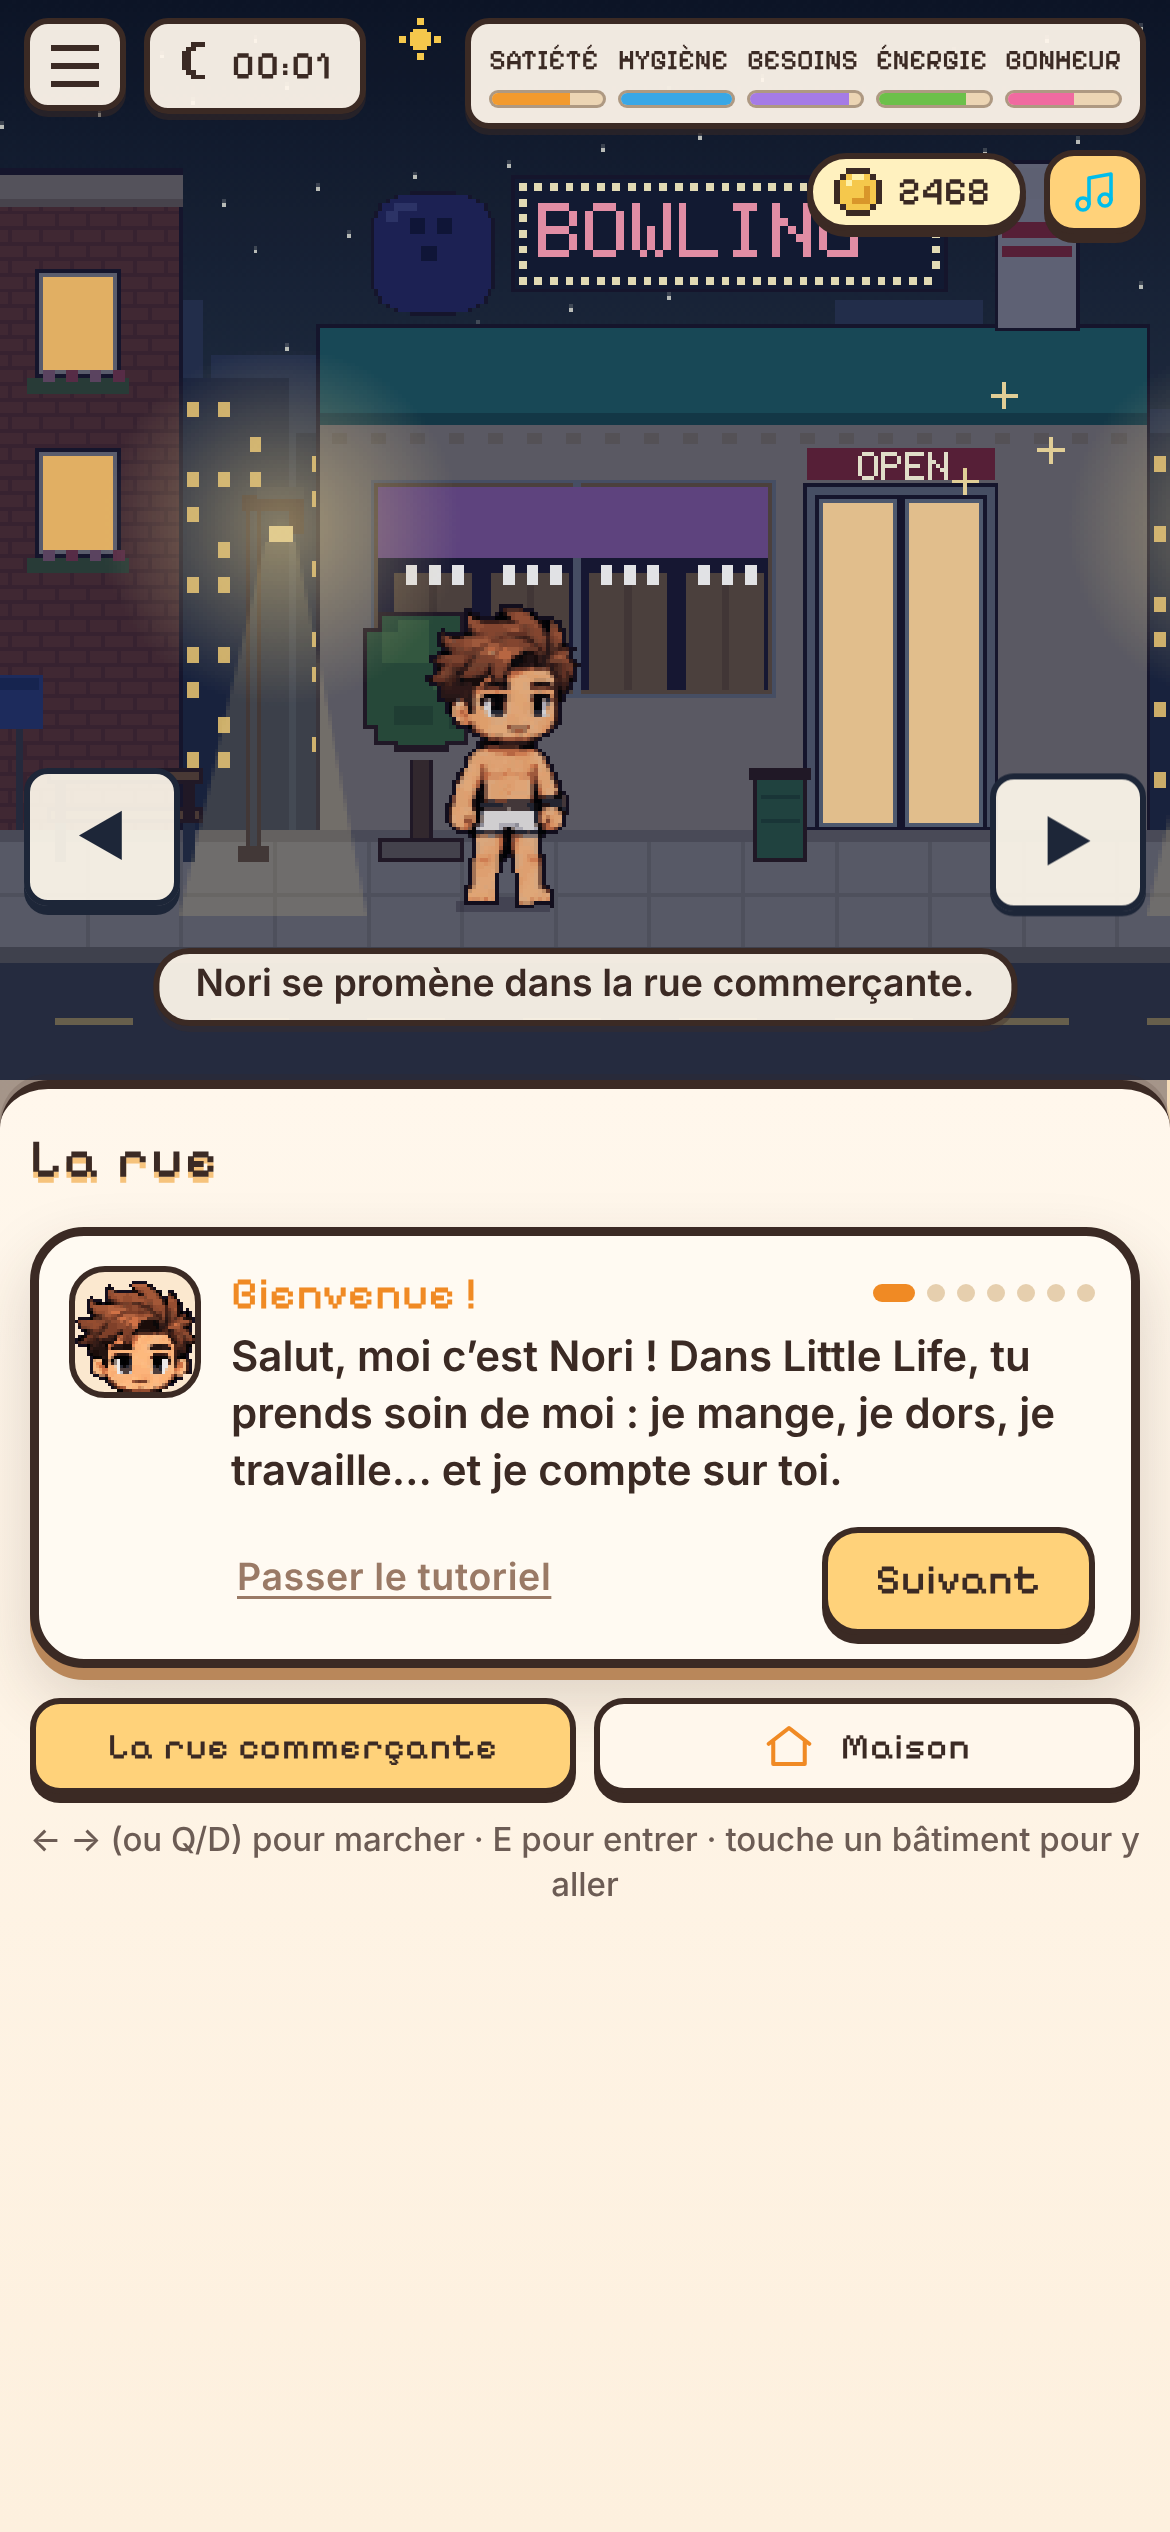 00:01
SATIÉTÉ HYGIÈNE BESOINS ÉNERGIE BONHEUR
2468
BOWLING
OPEN
Nori se promène dans la rue commerçante.
La rue
Bienvenue !
Salut, moi c’est Nori ! Dans Little Life, tu
prends soin de moi : je mange, je dors, je
travaille… et je compte sur toi.
Passer le tutoriel
Suivant
La rue commerçante
Maison
← → (ou Q/D) pour marcher · E pour entrer · touche un bâtiment pour y
aller